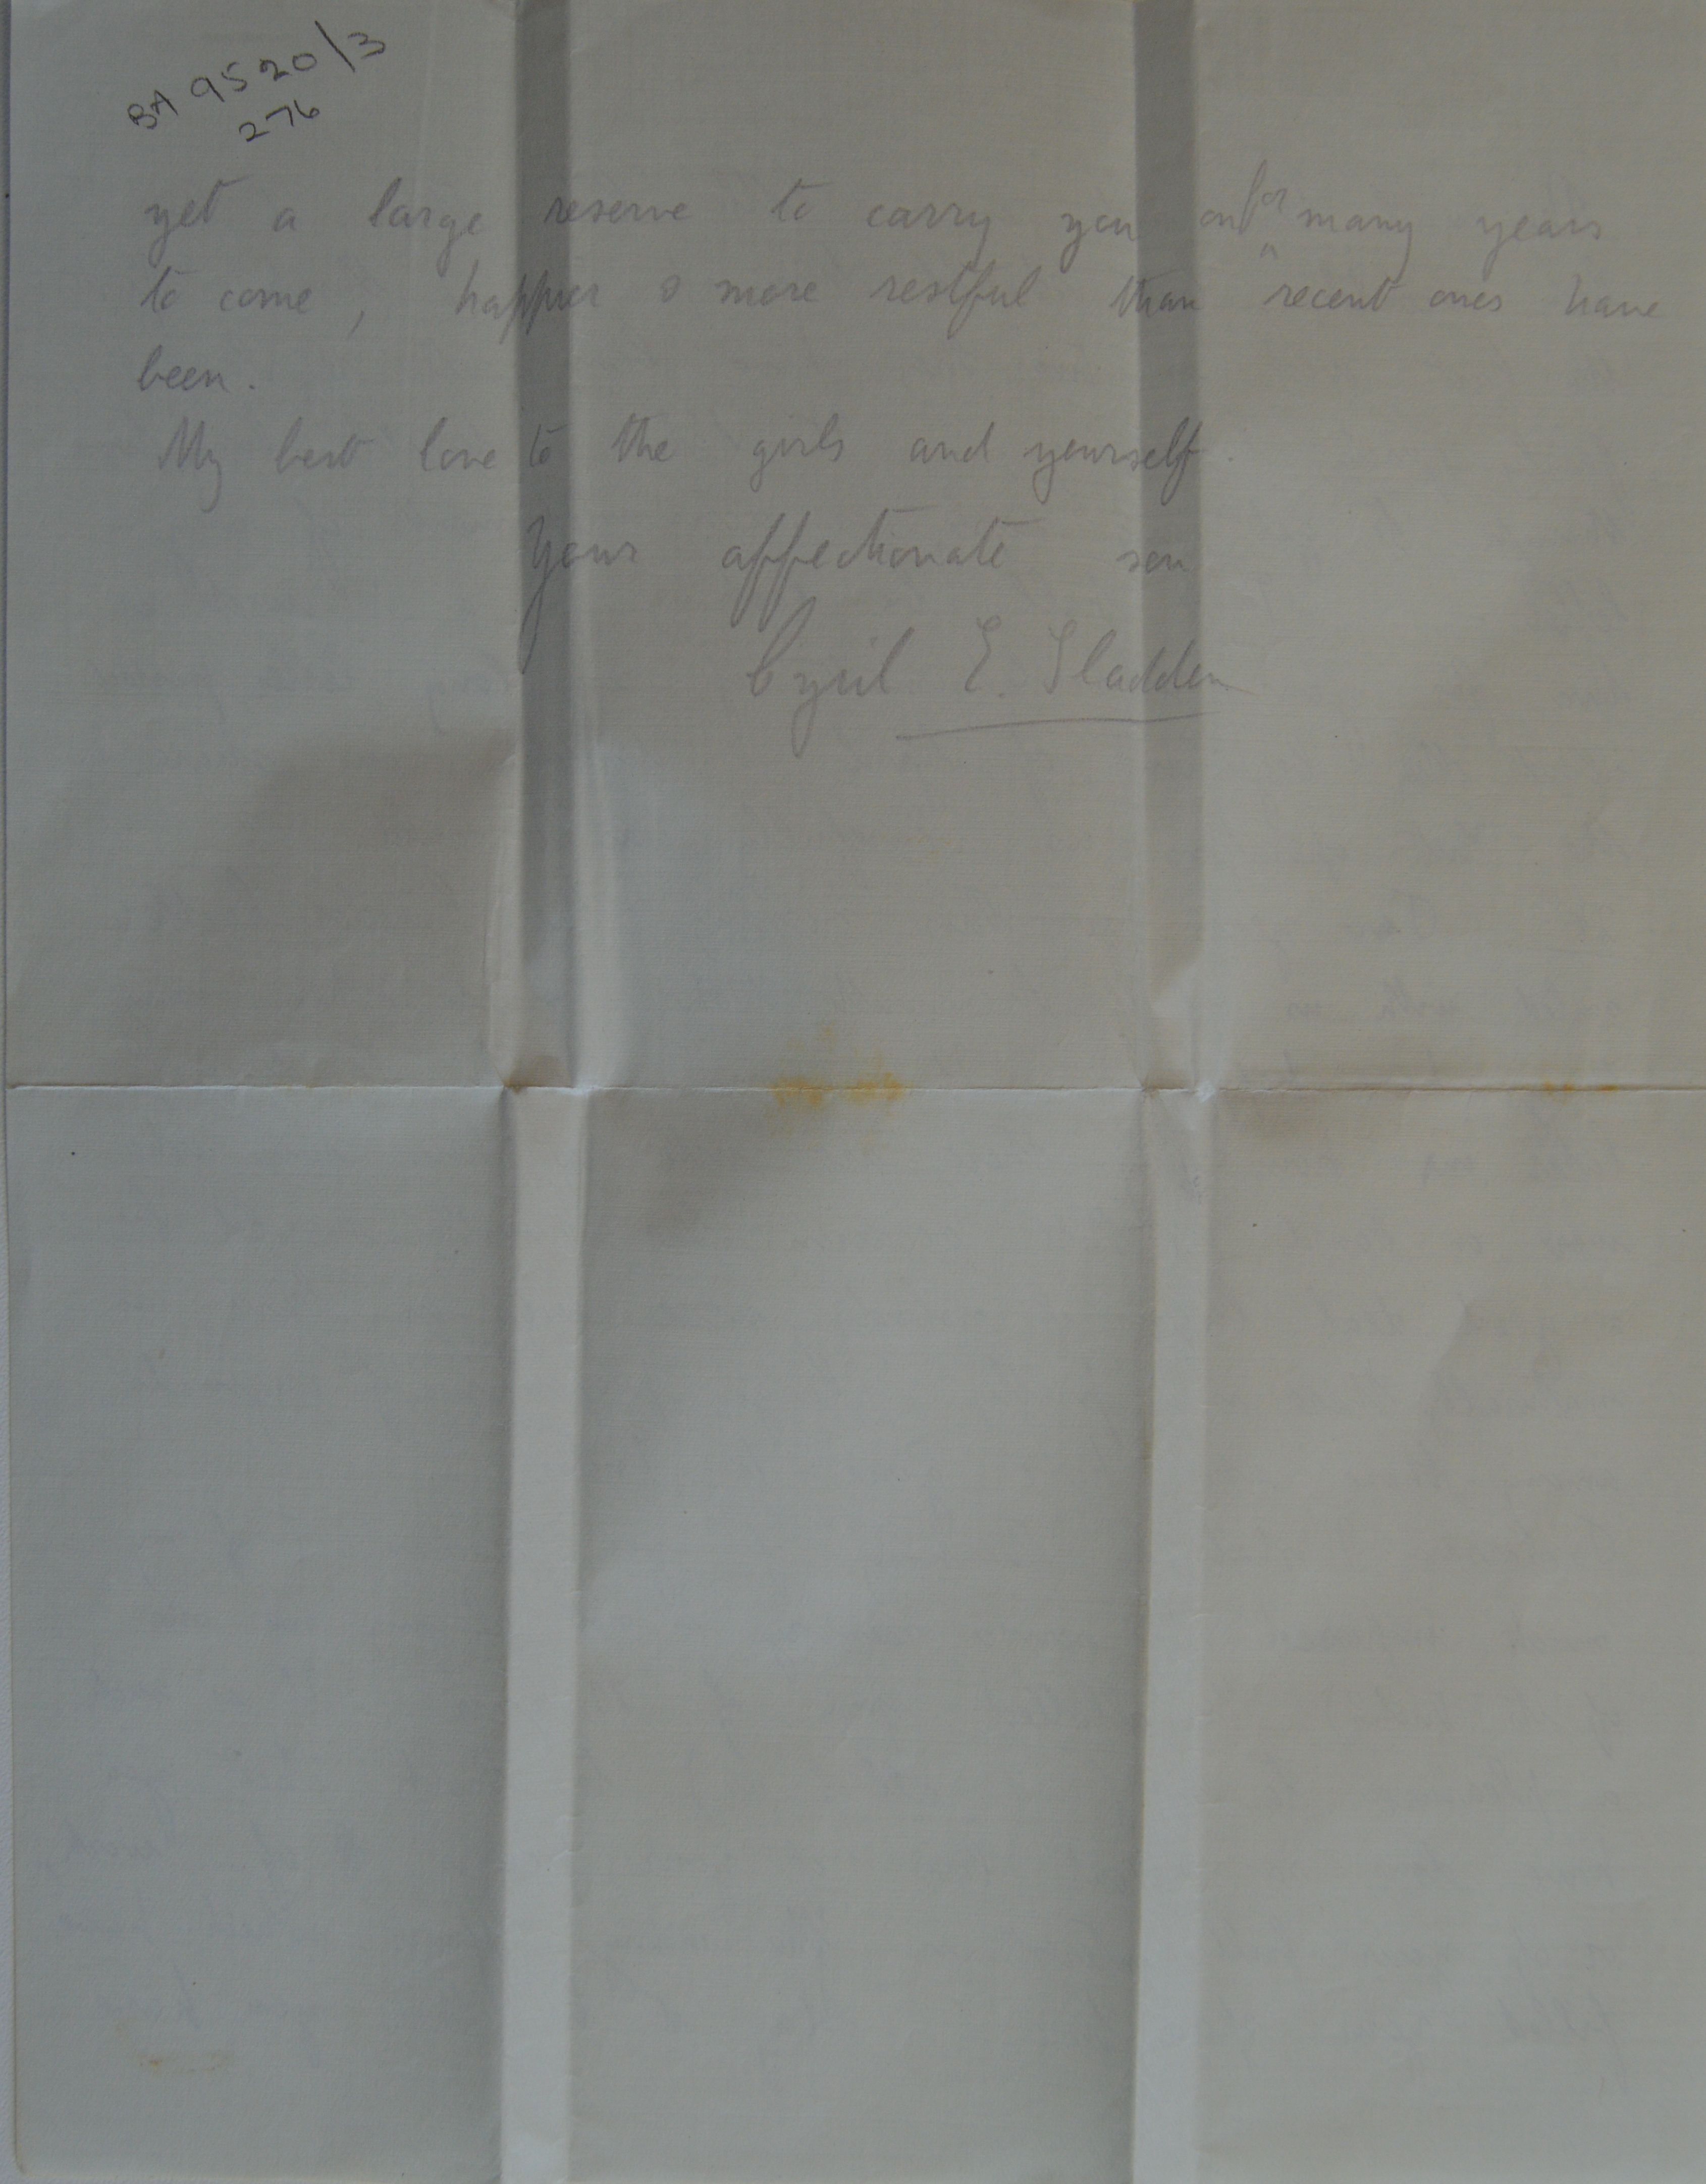 BA 9520/3
276
yet a large reserve to carry you on for many years
to come, happier & more restful than recent ones have
been.
My best love to the girls and yourself.
Your affectionate son
Cyril E. Sladden